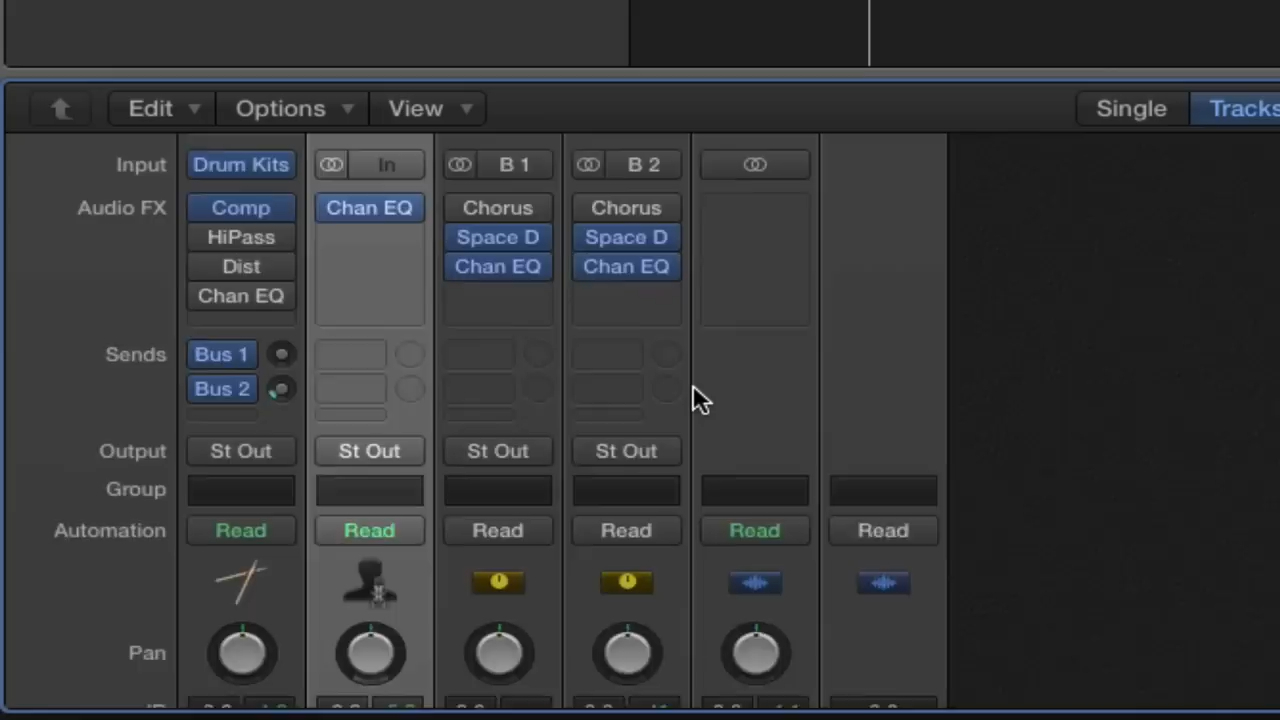 Edit Options View Single Tracks
Input Drum Kits In B 1 B 2
Audio FX Comp Chan EQ Chorus Chorus
HiPass Space D Space D
Dist Chan EQ Chan EQ
Chan EQ
Sends Bus 1
Bus 2
Output St Out St Out St Out St Out
Group
Automation Read Read Read Read Read Read
Pan